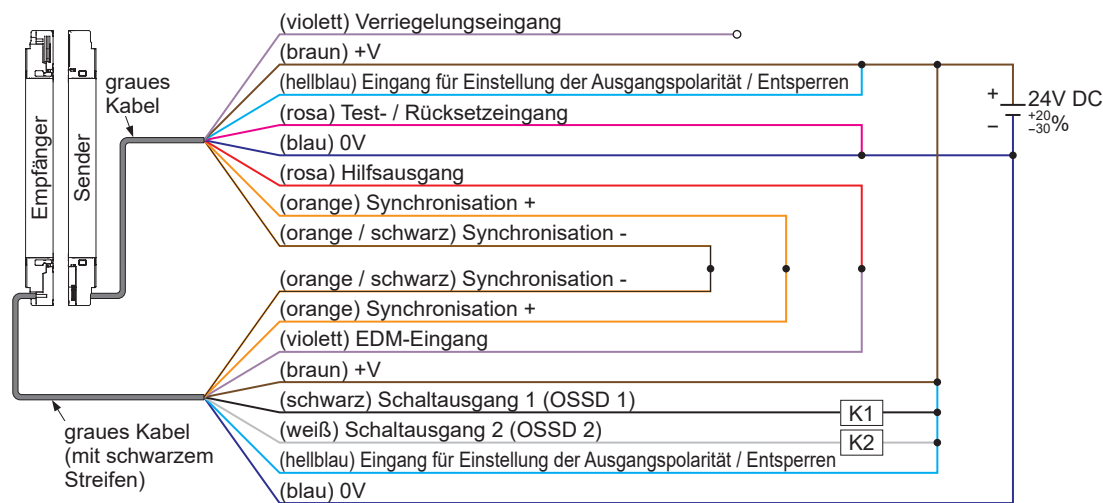 (violett) Verriegelungseingang
(braun) +V
(hellblau) Eingang für Einstellung der Ausgangspolarität / Entsperren
(rosa) Test- / Rücksetzeingang
(blau) 0V
(rosa) Hilfsausgang
(orange) Synchronisation +
(orange / schwarz) Synchronisation -
graues
Kabel
Empfänger
Sender
+
24V DC
+20
–30%
–
(orange / schwarz) Synchronisation -
(orange) Synchronisation +
(violett) EDM-Eingang
(braun) +V
(schwarz) Schaltausgang 1 (OSSD 1)
K1
(weiß) Schaltausgang 2 (OSSD 2)
K2
(hellblau) Eingang für Einstellung der Ausgangspolarität / Entsperren
(blau) 0V
graues Kabel
(mit schwarzem
Streifen)